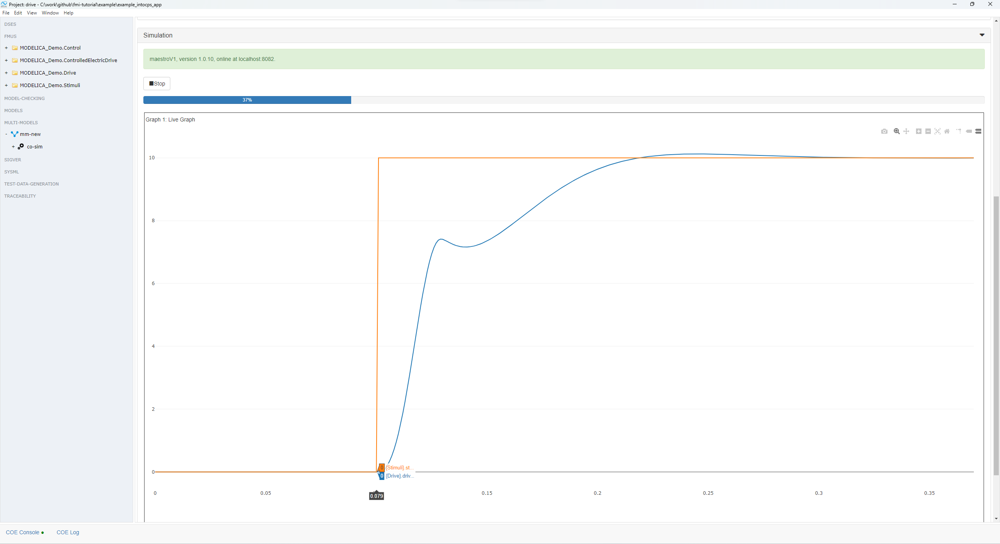 Project: drive - C:\work\github\fmi-tutorial\example\example_intocps_app
File Edit View Window Help
DSES
FMUS
+ MODELICA_Demo.Control
+ MODELICA_Demo.ControlledElectricDrive
+ MODELICA_Demo.Drive
+ MODELICA_Demo.Stimuli
MODEL-CHECKING
MODELS
MULTI-MODELS
- mm-new
+ co-sim
SIGVER
SYSML
TEST-DATA-GENERATION
TRACEABILITY
Simulation
maestroV1, version 1.0.10, online at localhost:8082.
Stop
37%
Graph 1: Live Graph
10
8
6
4
2
0
0 {Stimuli}.st...
0 {Drive}.driv...
0 0.05 0.079 0.15 0.2 0.25 0.3 0.35
COE Console COE Log